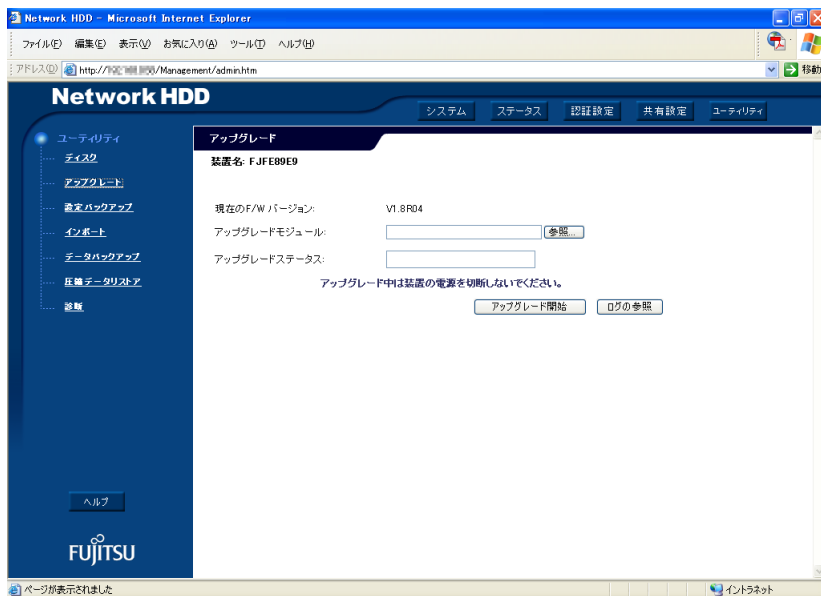 Network HDD - Microsoft Internet Explorer
ファイル(F) 編集(E) 表示(V) お気に入り(A) ツール(T) ヘルプ(H)
アドレス(D) http:// /Management/admin.htm 移動
Network HDD
システム ステータス 認証設定 共有設定 ユーティリティ
ユーティリティ
ディスク
アップグレード
設定バックアップ
インポート
データバックアップ
圧縮データリストア
診断
ヘルプ
FUJITSU
アップグレード
装置名: FJFE89E9
現在のF/W バージョン: V1.8R04
アップグレードモジュール: 参照...
アップグレードステータス:
アップグレード中は装置の電源を切断しないでください。
アップグレード開始 ログの参照
ページが表示されました イントラネット